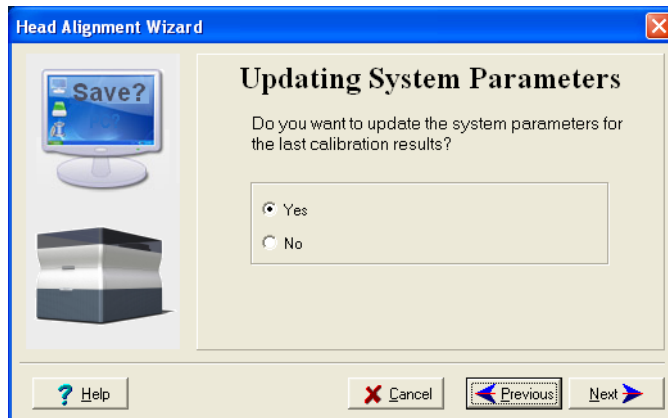 Head Alignment Wizard
Save?
Updating System Parameters
Do you want to update the system parameters for
the last calibration results?
Yes
No
Help
Cancel
Previous
Next